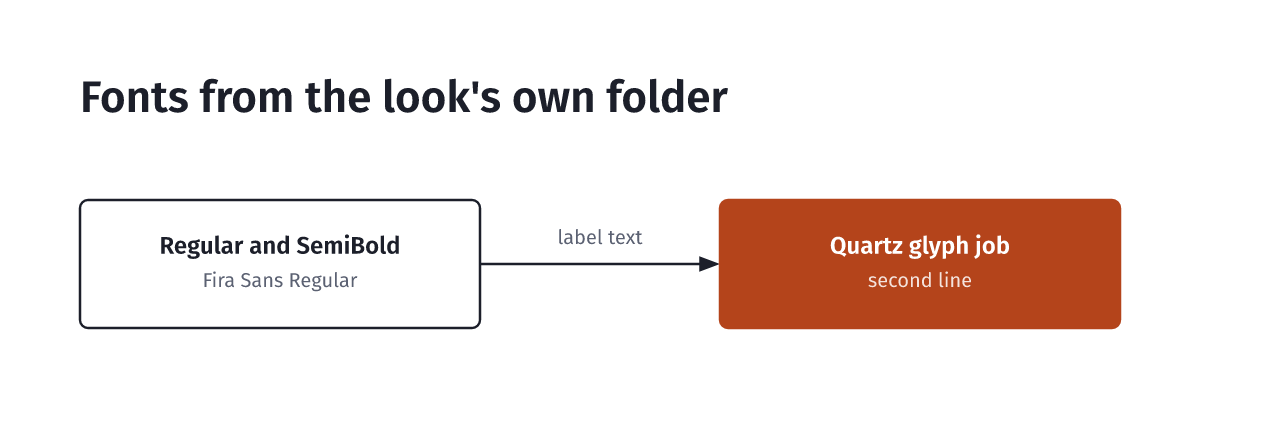 Fonts from the look's own folder
Regular and SemiBold
Fira Sans Regular
label text
Quartz glyph job
second line